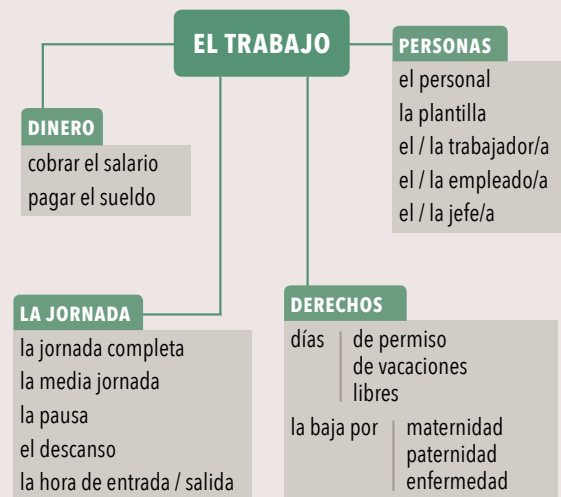 EL TRABAJO
PERSONAS
el personal
la plantilla
el / la trabajador/a
el / la empleado/a
el / la jefe/a
DINERO
cobrar el salario
pagar el sueldo
LA JORNADA
la jornada completa
la media jornada
la pausa
el descanso
la hora de entrada / salida
DERECHOS
días de permiso
de vacaciones
libres
la baja por maternidad
paternidad
enfermedad